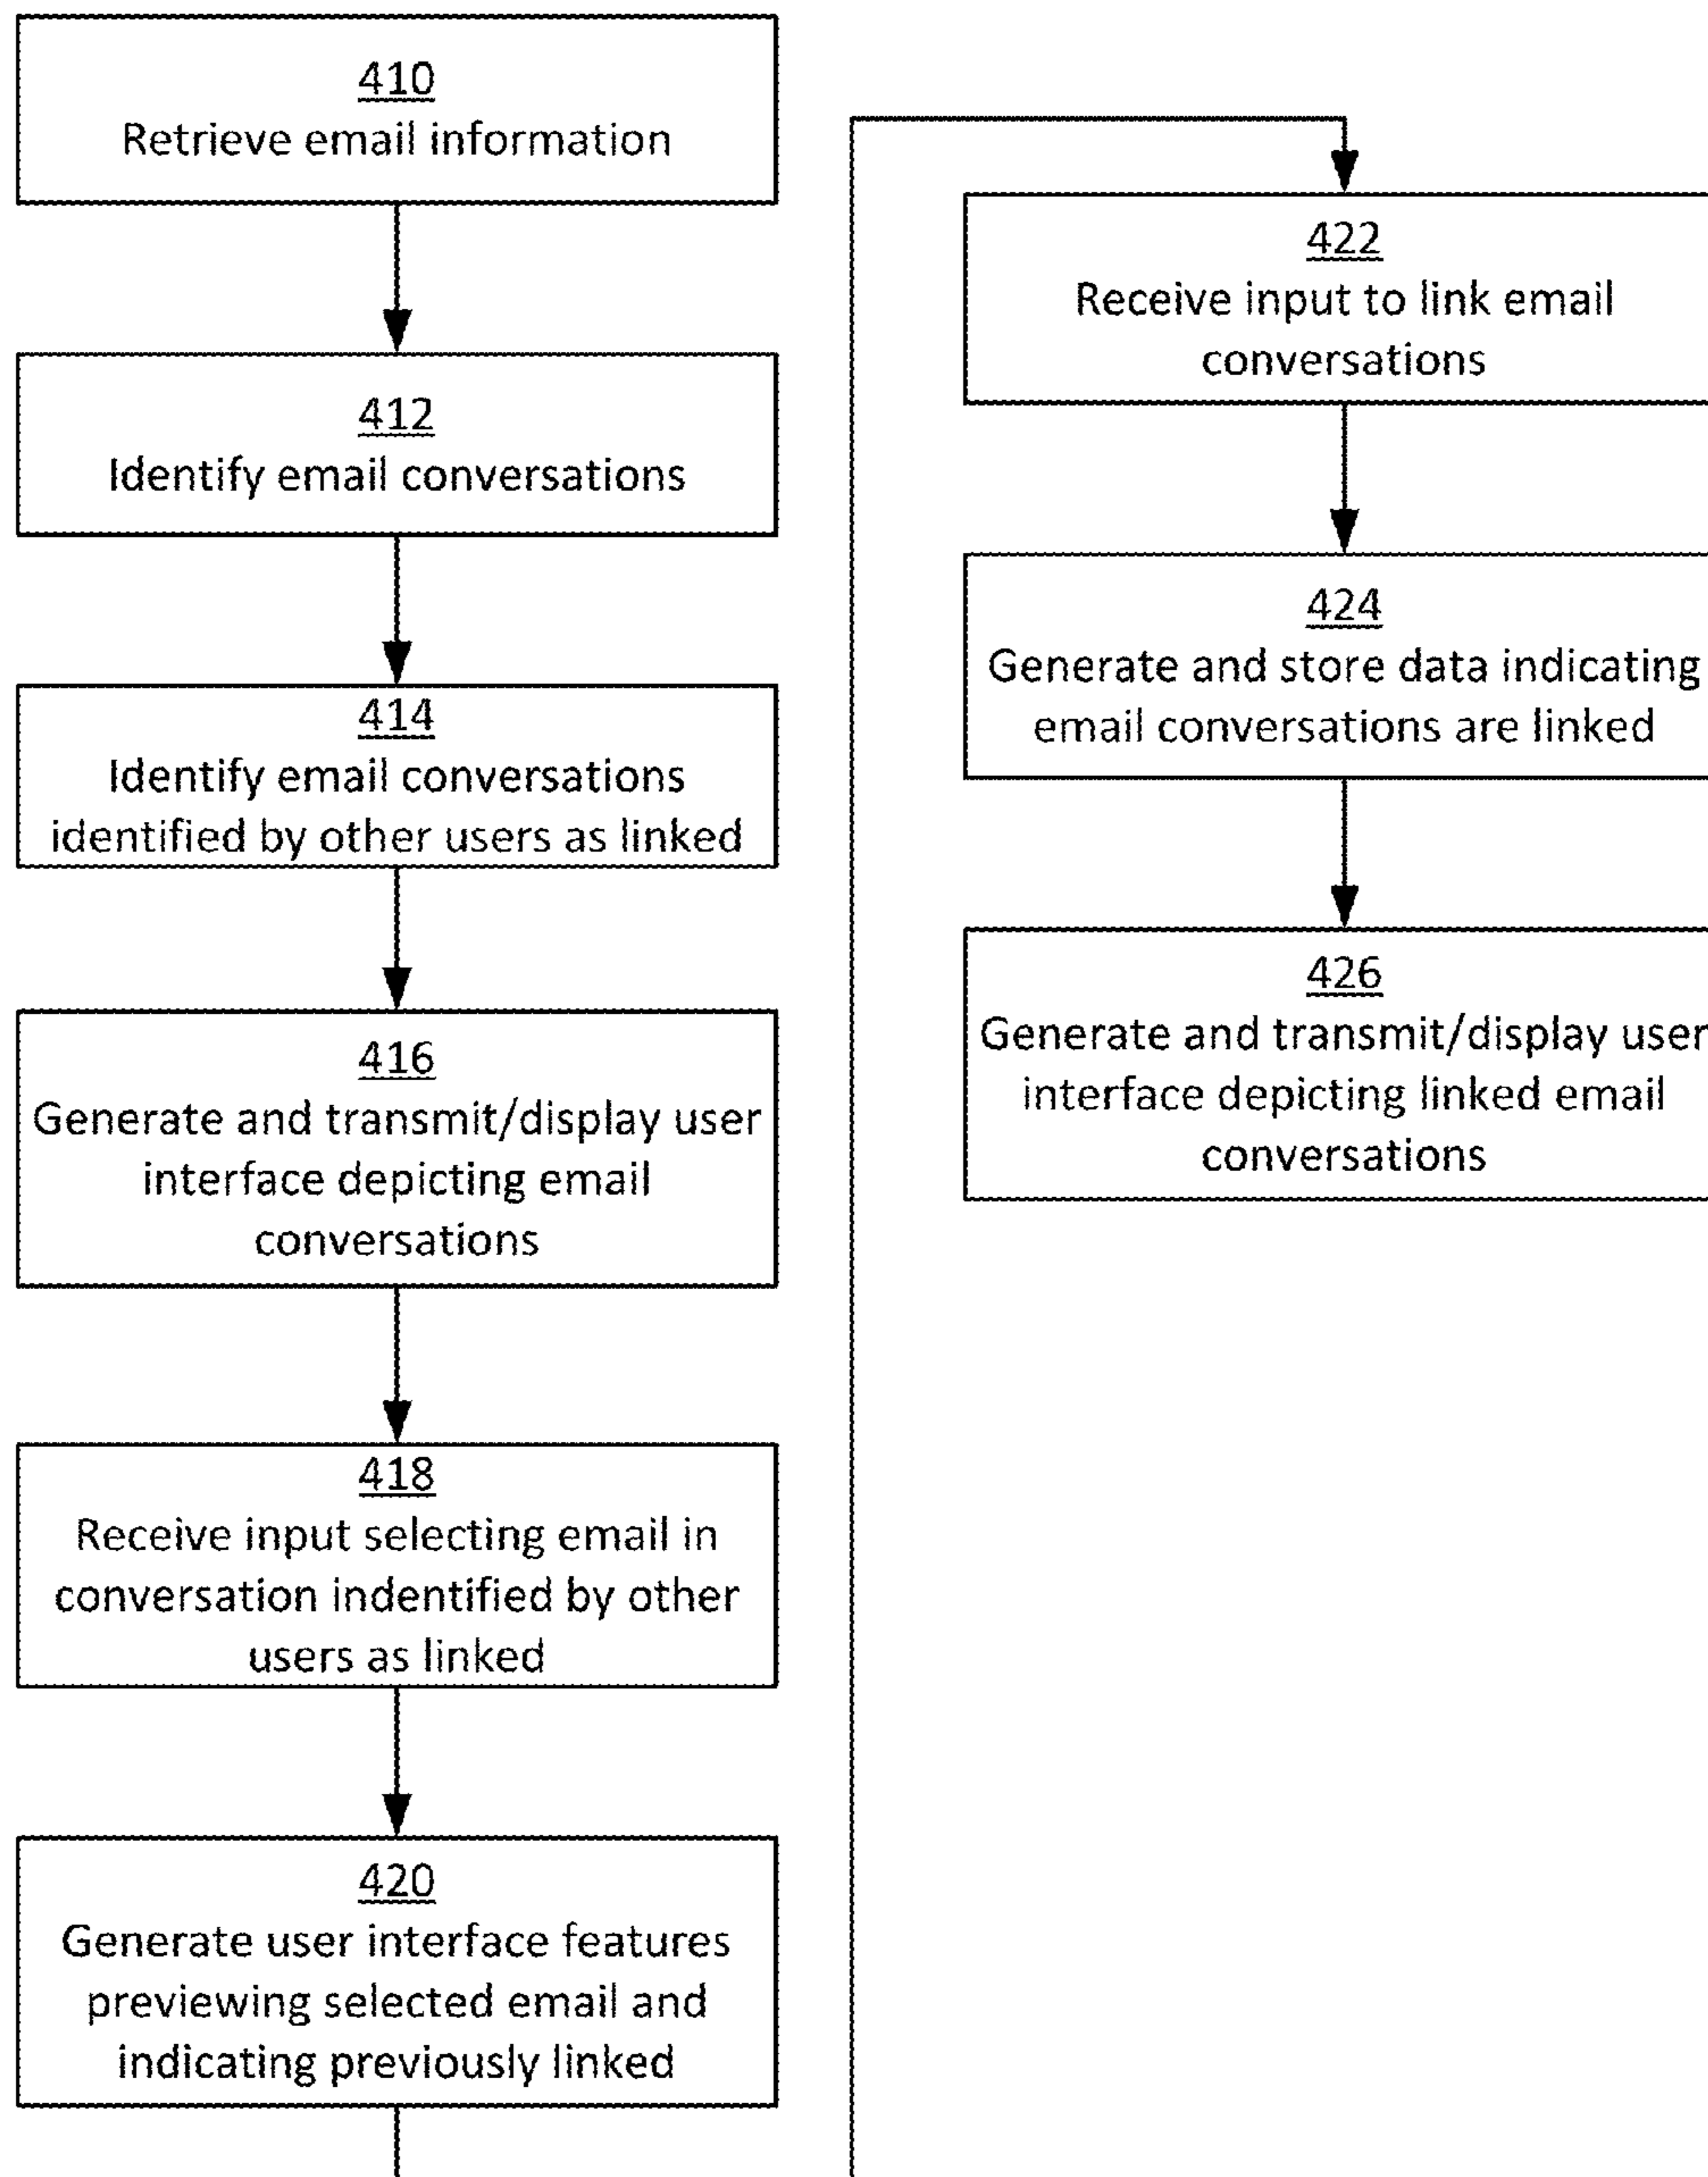 410
Retrieve email information
412
Identify email conversations
414
Identify email conversations
identified by other users as linked
416
Generate and transmit/display user
interface depicting email
conversations
418
Receive input selecting email in
conversation indentified by other
users as linked
420
Generate user interface features
previewing selected email and
indicating previously linked
422
Receive input to link email
conversations
424
Generate and store data indicating
email conversations are linked
426
Generate and transmit/display user
interface depicting linked email
conversations